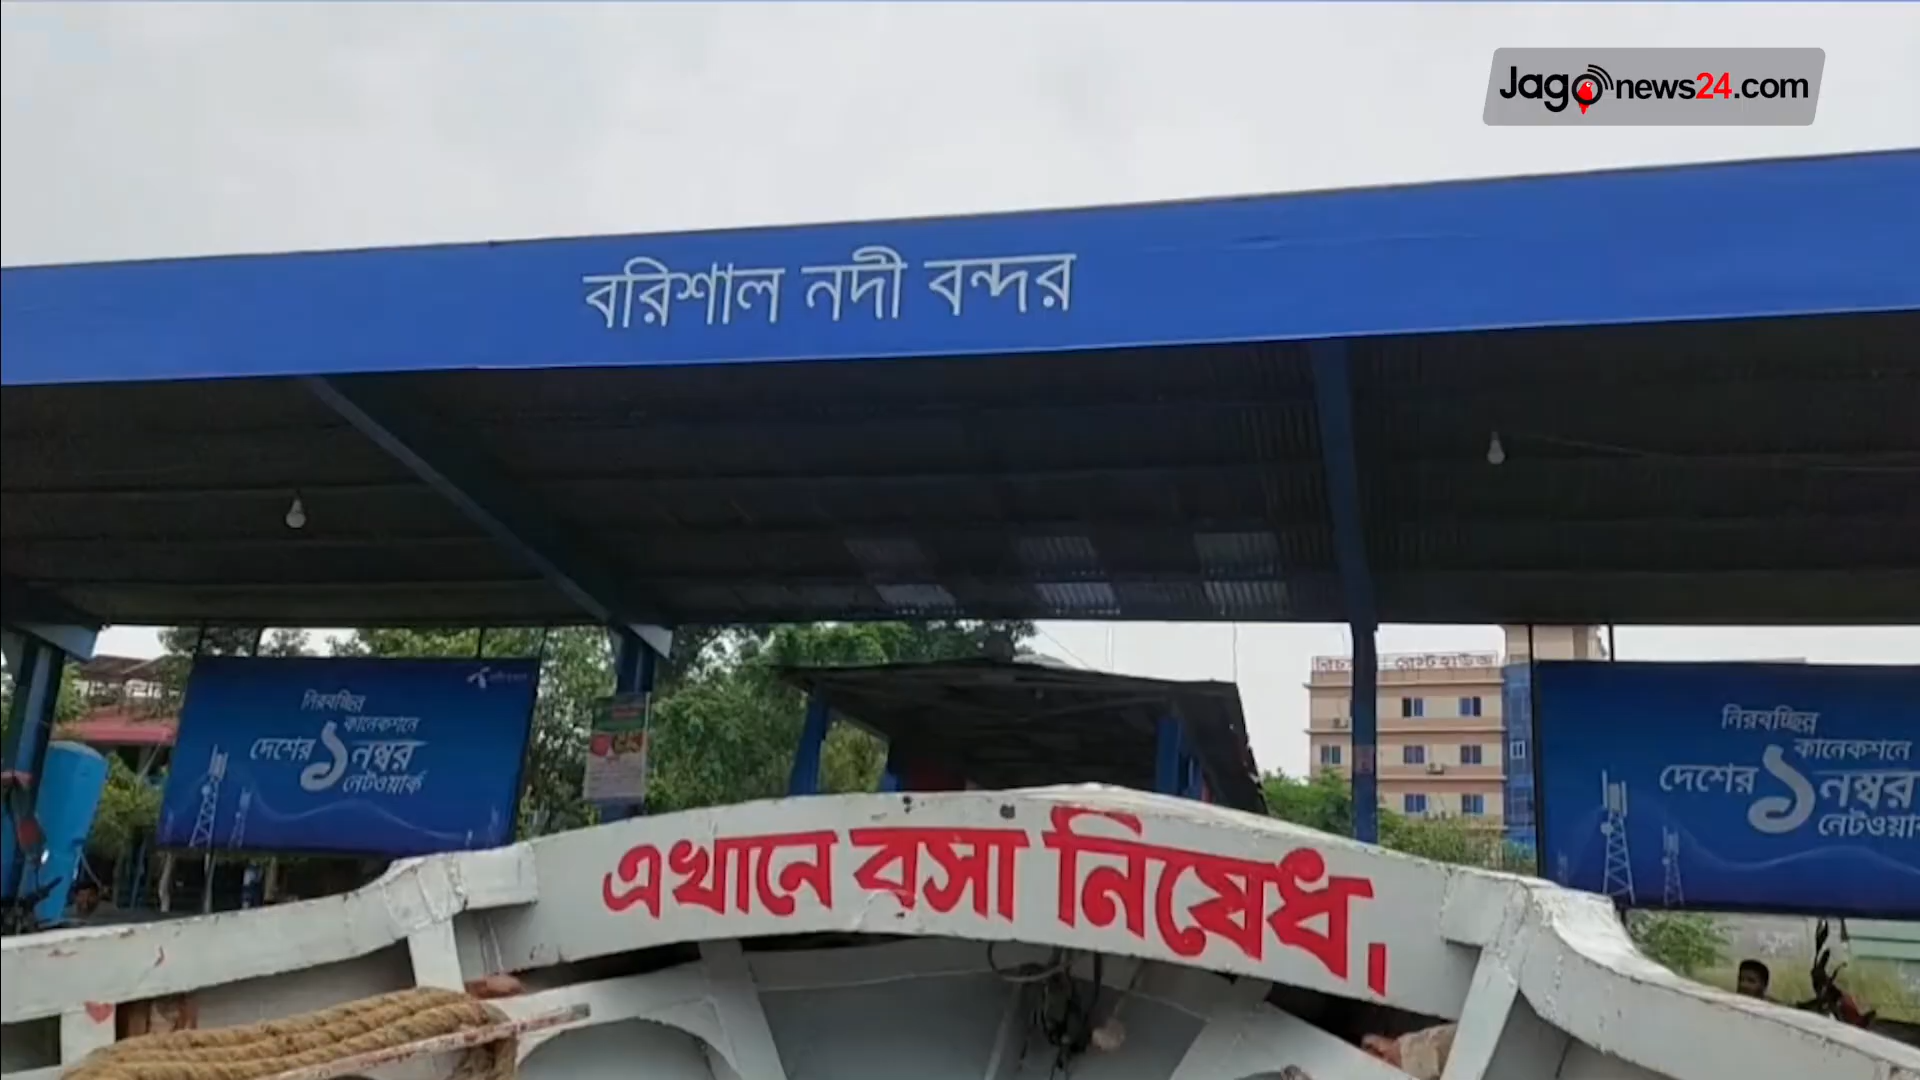 Jagonews24.com
বরিশাল নদী বন্দর
নিরবচ্ছিন্ন
কানেকশনে
দেশের ১ নম্বর
নেটওয়ার্ক
রেস্ট হাউজ
নিরবচ্ছিন্ন
কানেকশনে
দেশের ১ নম্বর
এখানে বসা নিষেধ।